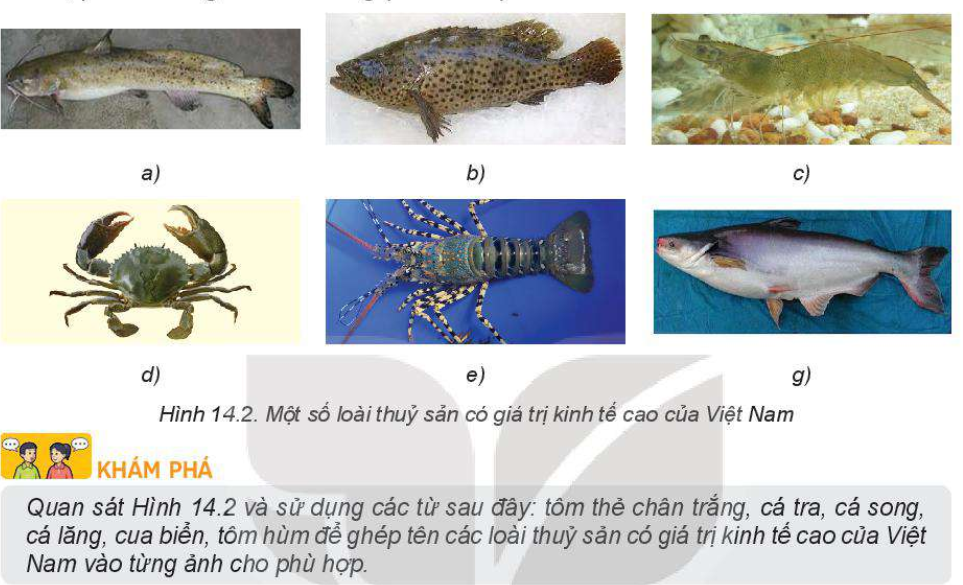 a)
b)
c)
d)
e)
g)
Hình 14.2. Một số loài thuỷ sản có giá trị kinh tế cao của Việt Nam
KHÁM PHÁ
Quan sát Hình 14.2 và sử dụng các từ sau đây: tôm thẻ chân trắng, cá tra, cá song,
cá lăng, cua biển, tôm hùm để ghép tên các loài thuỷ sản có giá trị kinh tế cao của Việt
Nam vào từng ảnh cho phù hợp.